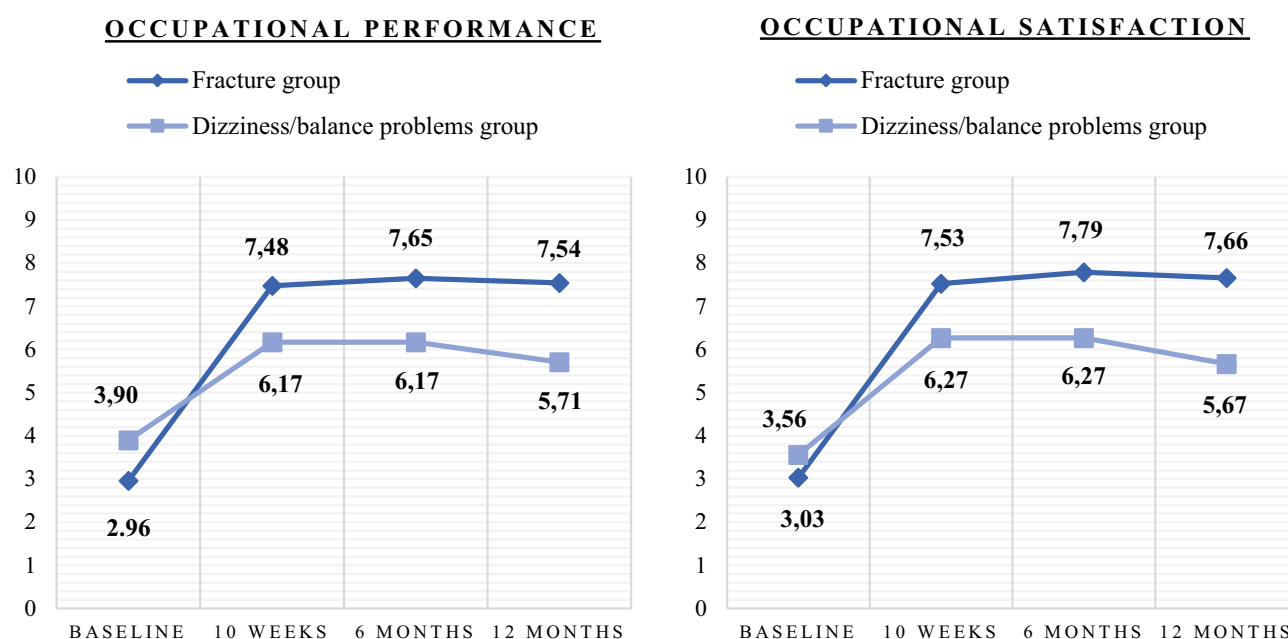 OCCUPATIONAL PERFORMANCE
Fracture group
Dizziness/balance problems group
10
9
8
7
6
5
4
3
2
1
0
7,48
7,65
7,54
3,90
6,17
6,17
5,71
2.96
BASELINE
10 WEEKS
6 MONTHS
12 MONTHS
OCCUPATIONAL SATISFACTION
Fracture group
Dizziness/balance problems group
10
9
8
7
6
5
4
3
2
1
0
7,53
7,79
7,66
3,56
6,27
6,27
5,67
3,03
BASELINE
10 WEEKS
6 MONTHS
12 MONTHS